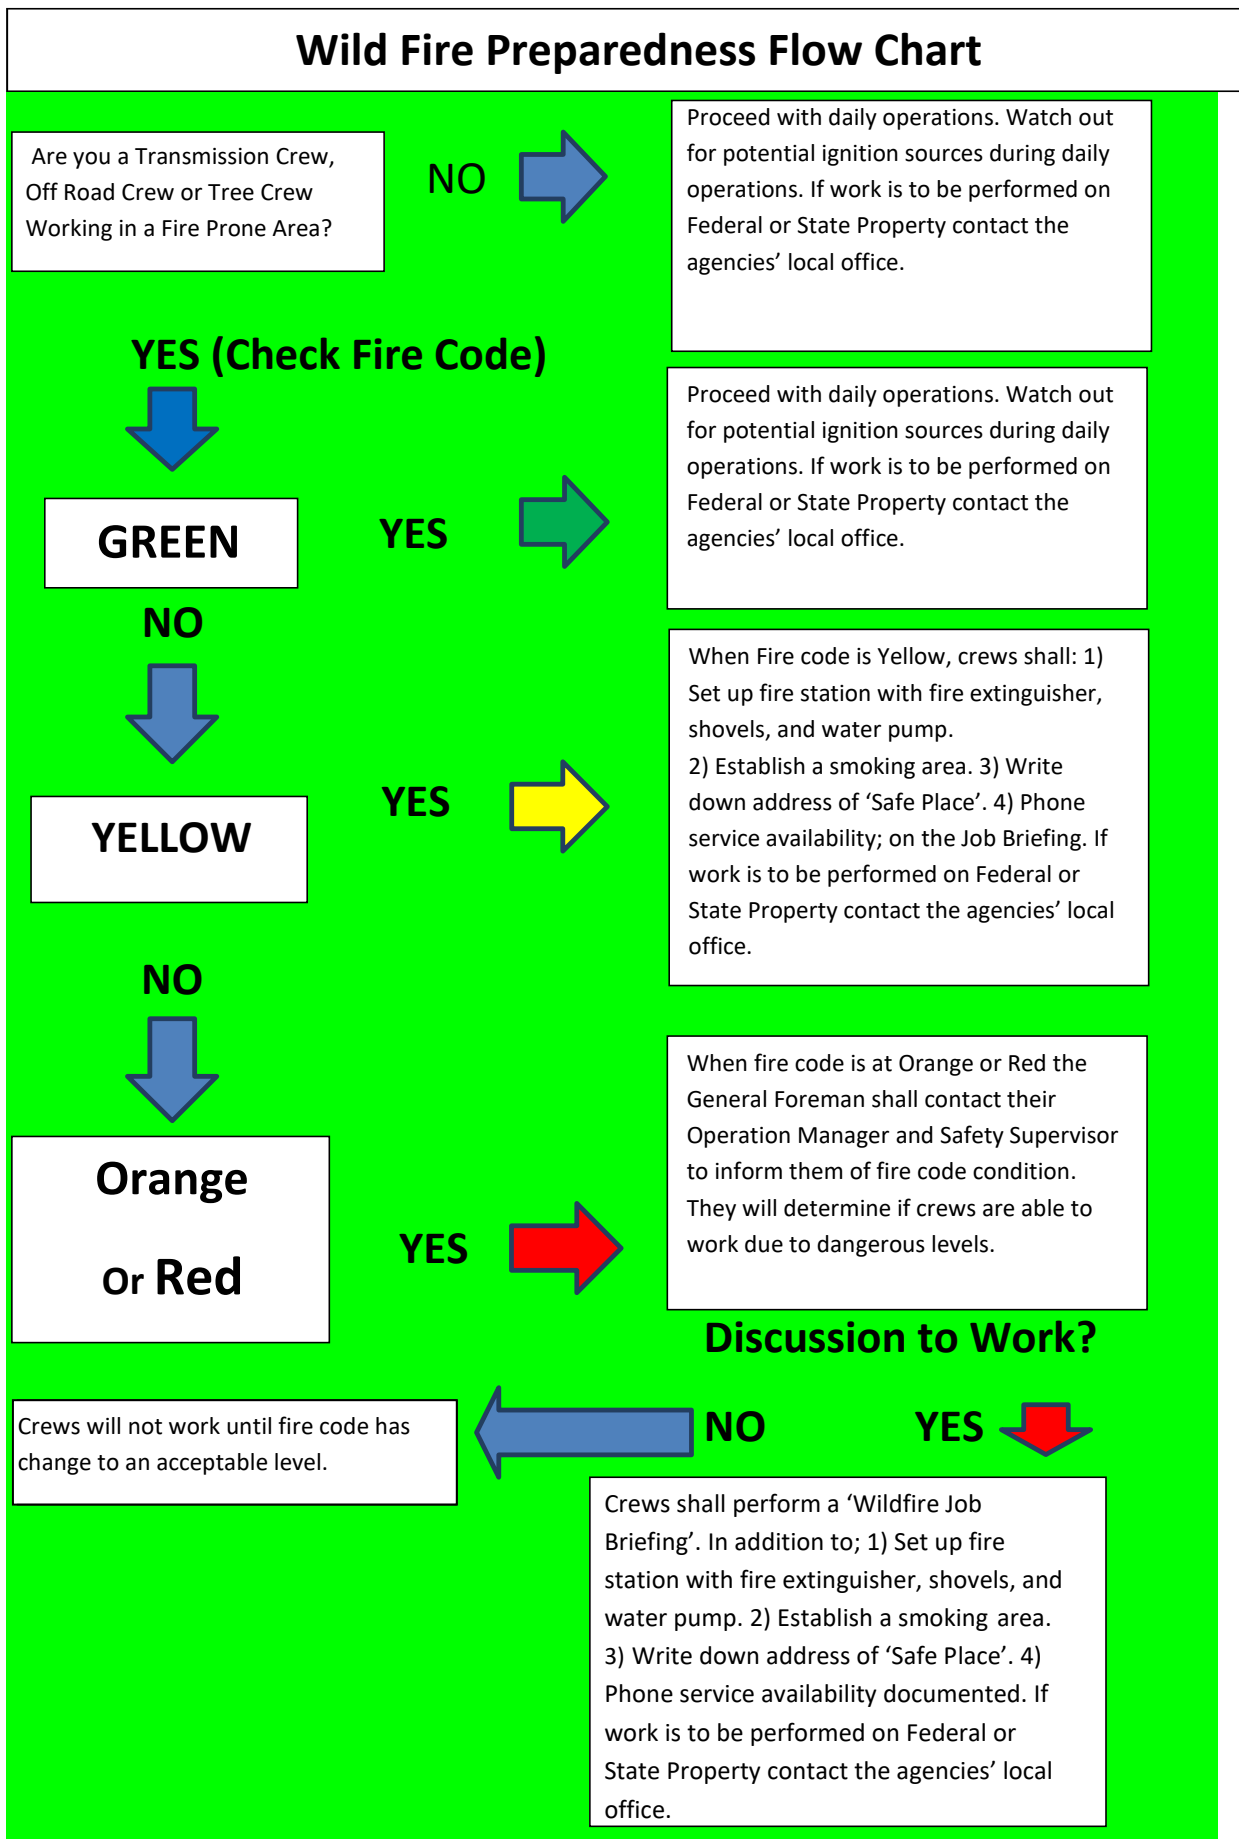 Wild Fire Preparedness Flow Chart
Are you a Transmission Crew,
Off Road Crew or Tree Crew
Working in a Fire Prone Area?
NO
Proceed with daily operations. Watch out
for potential ignition sources during daily
operations. If work is to be performed on
Federal or State Property contact the
agencies’ local office.
YES (Check Fire Code)
GREEN
YES
Proceed with daily operations. Watch out
for potential ignition sources during daily
operations. If work is to be performed on
Federal or State Property contact the
agencies’ local office.
NO
YELLOW
YES
When Fire code is Yellow, crews shall: 1)
Set up fire station with fire extinguisher,
shovels, and water pump.
2) Establish a smoking area. 3) Write
down address of ‘Safe Place’. 4) Phone
service availability; on the Job Briefing. If
work is to be performed on Federal or
State Property contact the agencies’ local
office.
NO
Orange
Or Red
YES
When fire code is at Orange or Red the
General Foreman shall contact their
Operation Manager and Safety Supervisor
to inform them of fire code condition.
They will determine if crews are able to
work due to dangerous levels.
Discussion to Work?
NO
YES
Crews will not work until fire code has
change to an acceptable level.
Crews shall perform a ‘Wildfire Job
Briefing’. In addition to; 1) Set up fire
station with fire extinguisher, shovels, and
water pump. 2) Establish a smoking area.
3) Write down address of ‘Safe Place’. 4)
Phone service availability documented. If
work is to be performed on Federal or
State Property contact the agencies’ local
office.